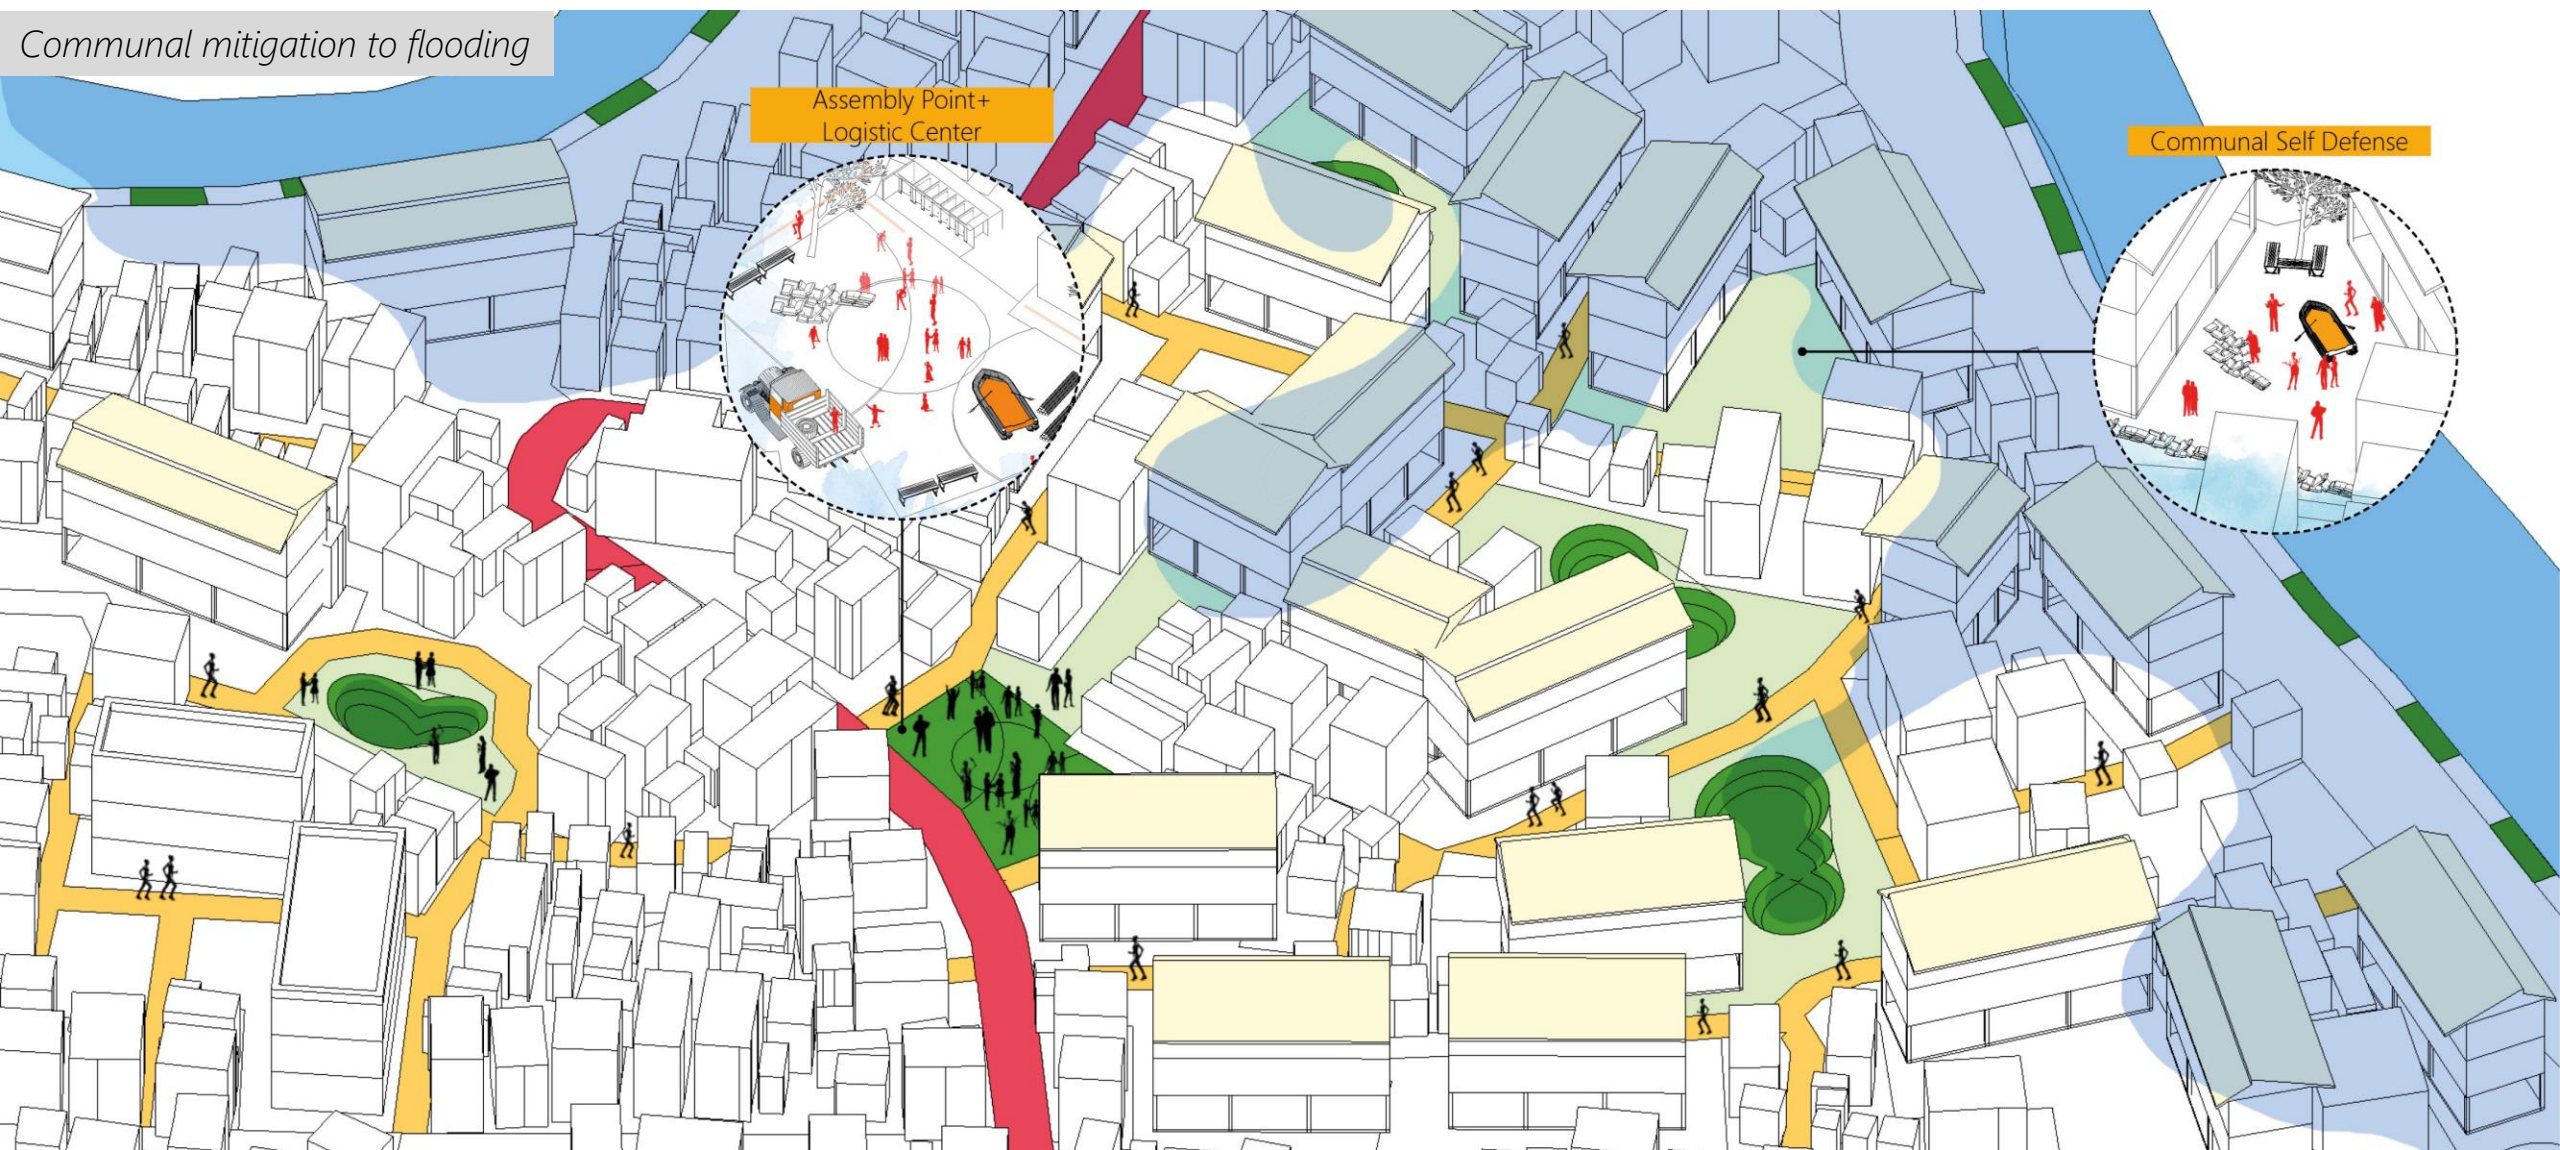 Communal mitigation to flooding
Assembly Point+
Logistic Center
Communal Self Defense